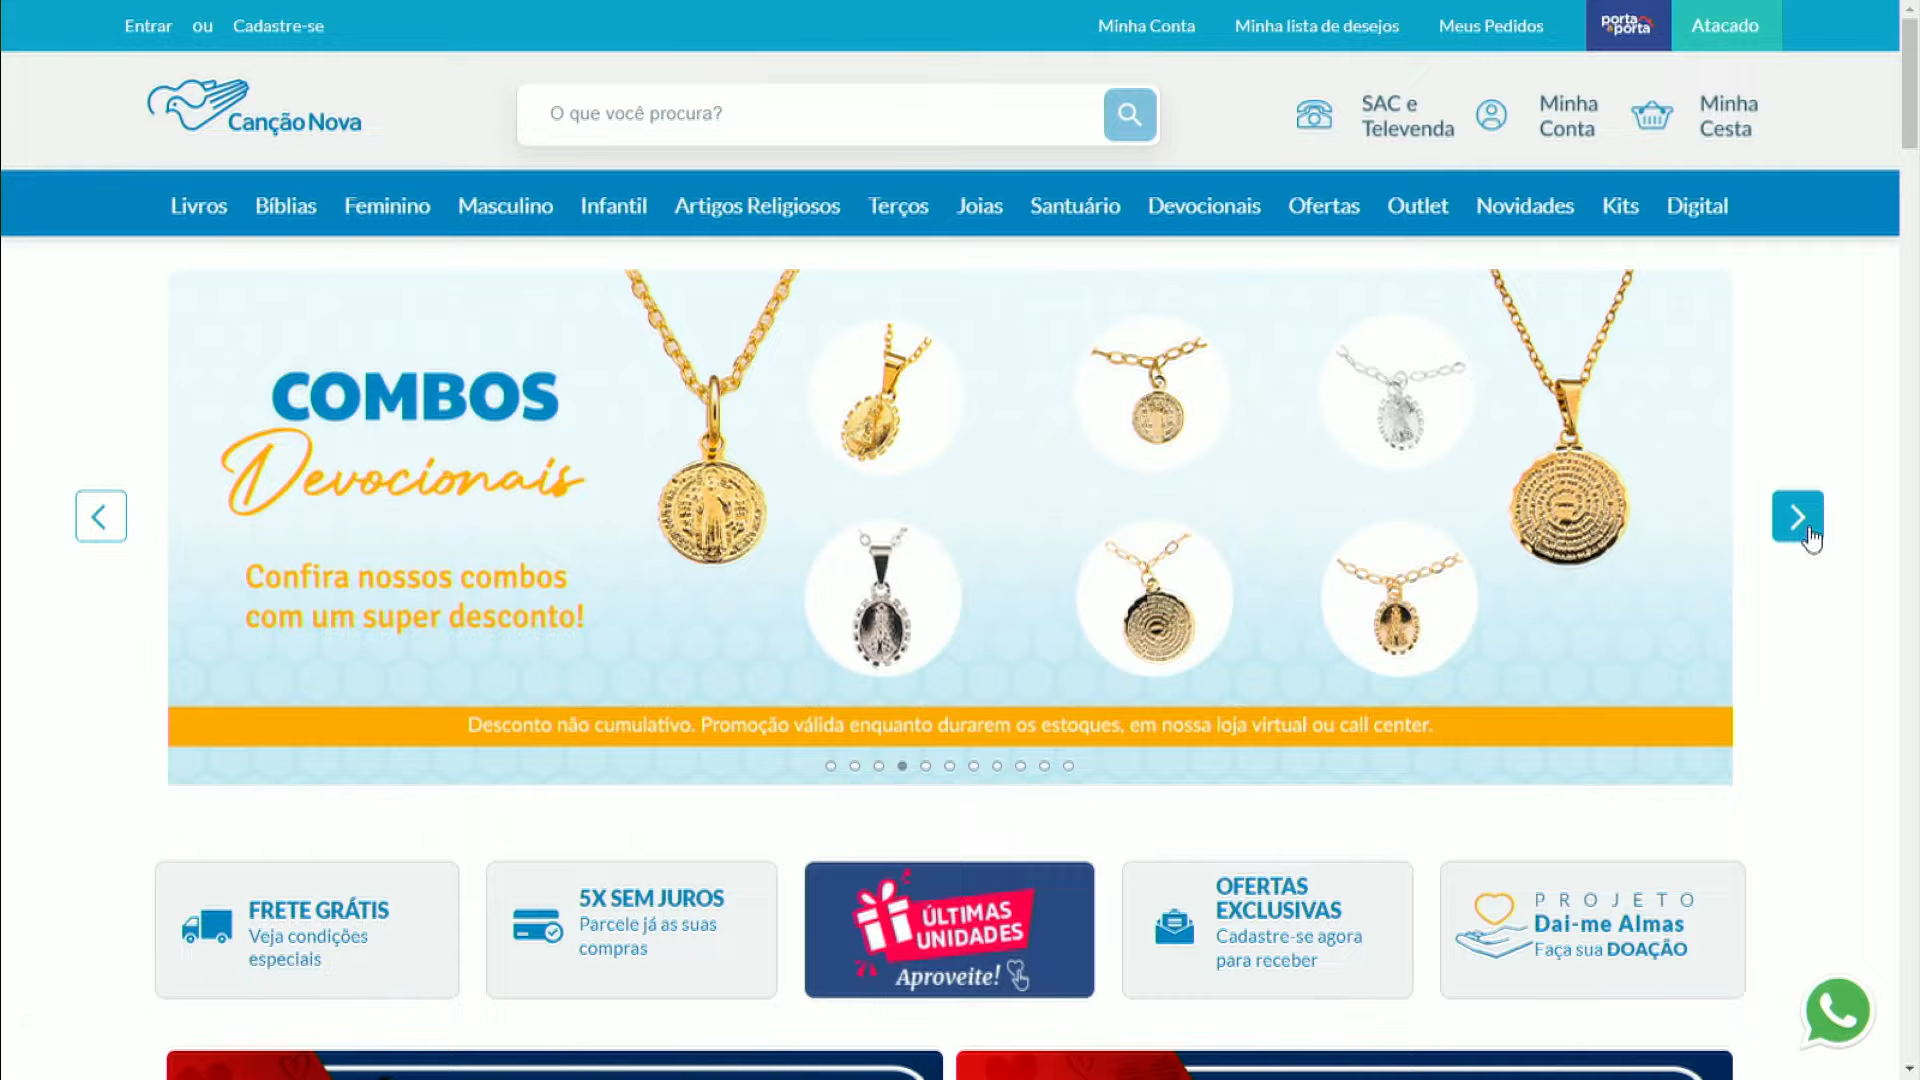 Entrar ou Cadastre-se
Minha Conta
Minha lista de desejos
Meus Pedidos
porta a porta
Atacado
Canção Nova
O que você procura?
SAC e
Televenda
Minha
Conta
Minha
Cesta
Livros
Bíblias
Feminino
Masculino
Infantil
Artigos Religiosos
Terços
Joias
Santuário
Devocionais
Ofertas
Outlet
Novidades
Kits
Digital
COMBOS
Devocionais
Confira nossos combos
com um super desconto!
Desconto não cumulativo. Promoção válida enquanto durarem os estoques, em nossa loja virtual ou call center.
FRETE GRÁTIS
Veja condições
especiais
5X SEM JUROS
Parcele já as suas
compras
ÚLTIMAS
UNIDADES
Aproveite!
OFERTAS
EXCLUSIVAS
Cadastre-se agora
para receber
PROJETO
Dai-me Almas
Faça sua DOAÇÃO